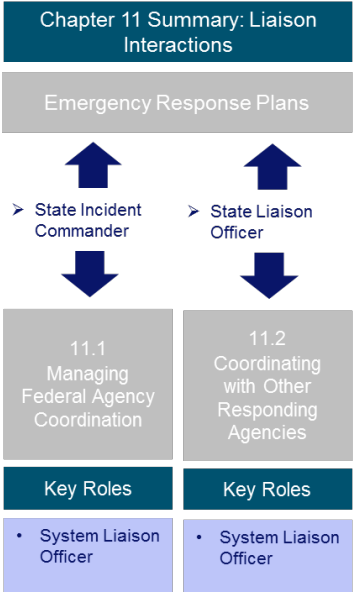 Chapter 11 Summary: Liaison
Interactions
Emergency Response Plans
➢ State Incident
Commander
➢ State Liaison
Officer
11.1
Managing
Federal Agency
Coordination
11.2
Coordinating
with Other
Responding
Agencies
Key Roles
Key Roles
• System Liaison
Officer
• System Liaison
Officer